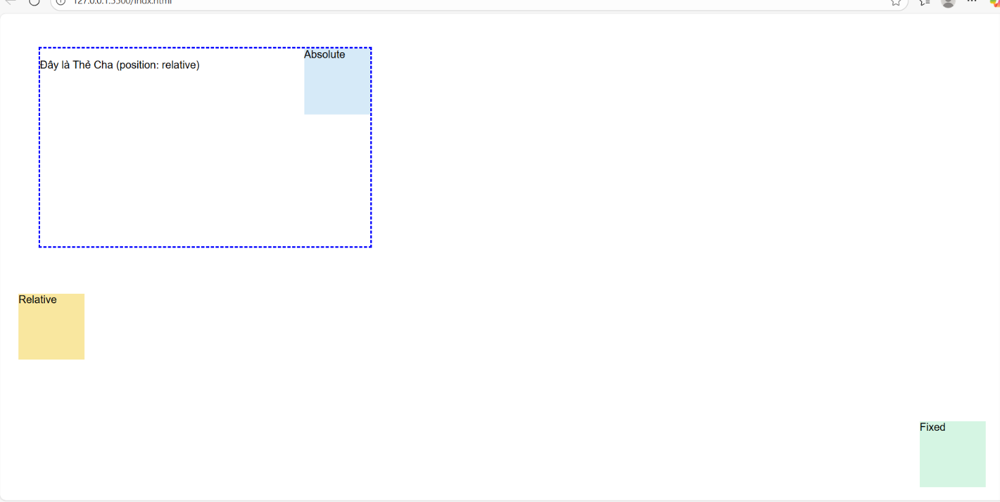 127.0.0.1:5500/indx.html
Absolute
Đây là Thẻ Cha (position: relative)
Relative
Fixed